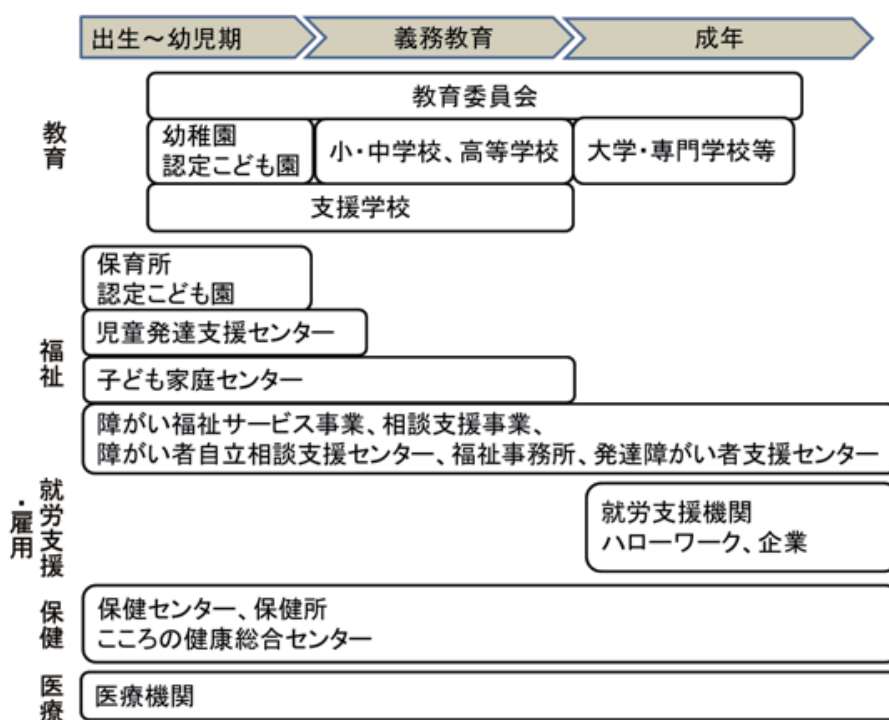 出生～幼児期
義務教育
成年
教育
教育委員会
幼稚園
認定こども園
小・中学校、高等学校
大学・専門学校等
支援学校
福祉
保育所
認定こども園
児童発達支援センター
子ども家庭センター
障がい福祉サービス事業、相談支援事業、
障がい者自立相談支援センター、福祉事務所、発達障がい者支援センター
就労支援
・雇用
就労支援機関
ハローワーク、企業
保健
保健センター、保健所
こころの健康総合センター
医療
医療機関